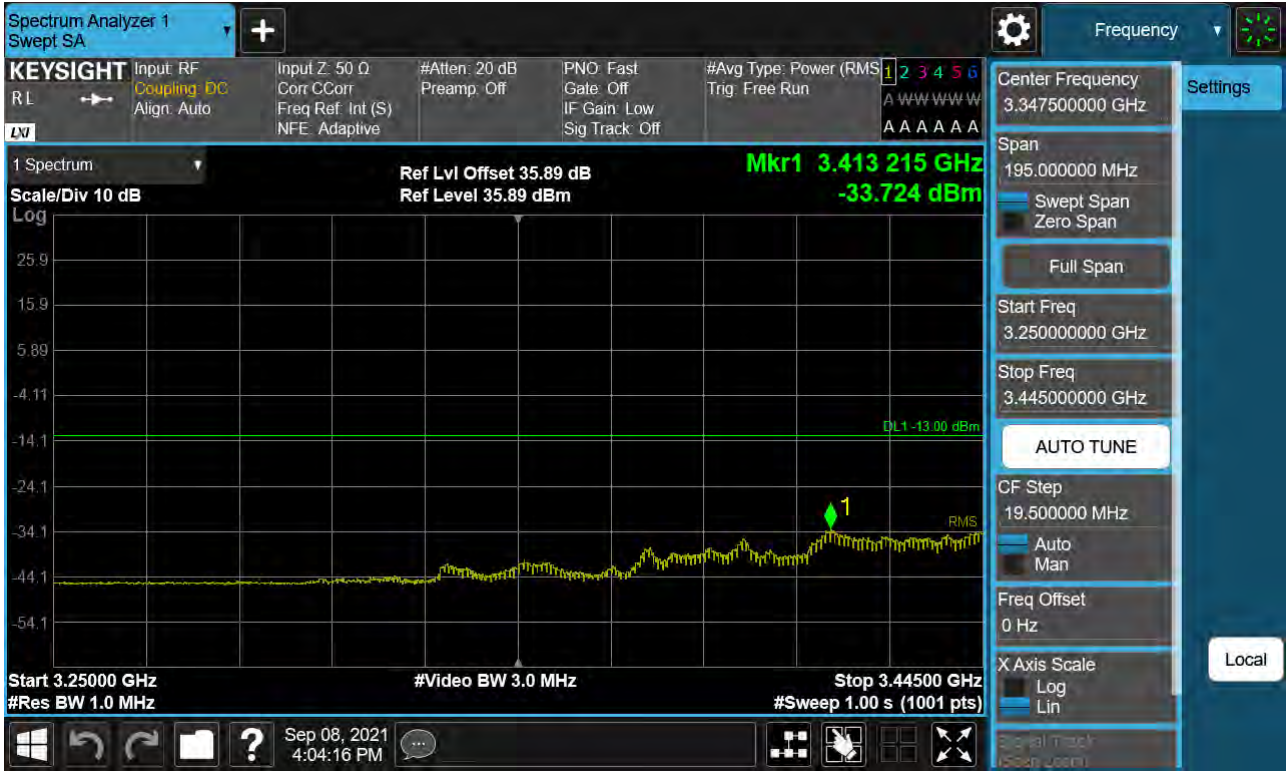 Spectrum Analyzer 1
Swept SA
Frequency
KEYSIGHT
R L
LXI
Input: RF
Coupling: DC
Align: Auto
Input Z: 50 Ω
Corr CCorr
Freq Ref: Int (S)
NFE: Adaptive
#Atten: 20 dB
Preamp: Off
PNO: Fast
Gate: Off
IF Gain: Low
Sig Track: Off
#Avg Type: Power (RMS
Trig: Free Run
1 2 3 4 5 6
A W W W W W
A A A A A A
1 Spectrum
Scale/Div 10 dB
Log
Ref Lvl Offset 35.89 dB
Ref Level 35.89 dBm
Mkr1 3.413 215 GHz
-33.724 dBm
25.9
15.9
5.89
-4.11
-14.1
-24.1
-34.1
-44.1
-54.1
DL1 -13.00 dBm
1
RMS
Start 3.25000 GHz
#Res BW 1.0 MHz
#Video BW 3.0 MHz
Stop 3.44500 GHz
#Sweep 1.00 s (1001 pts)
Center Frequency
3.347500000 GHz
Span
195.000000 MHz
Swept Span
Zero Span
Full Span
Start Freq
3.250000000 GHz
Stop Freq
3.445000000 GHz
AUTO TUNE
CF Step
19.500000 MHz
Auto
Man
Freq Offset
0 Hz
X Axis Scale
Log
Lin
Signal Track
(Span Zoom)
Settings
Local
?
Sep 08, 2021
4:04:16 PM